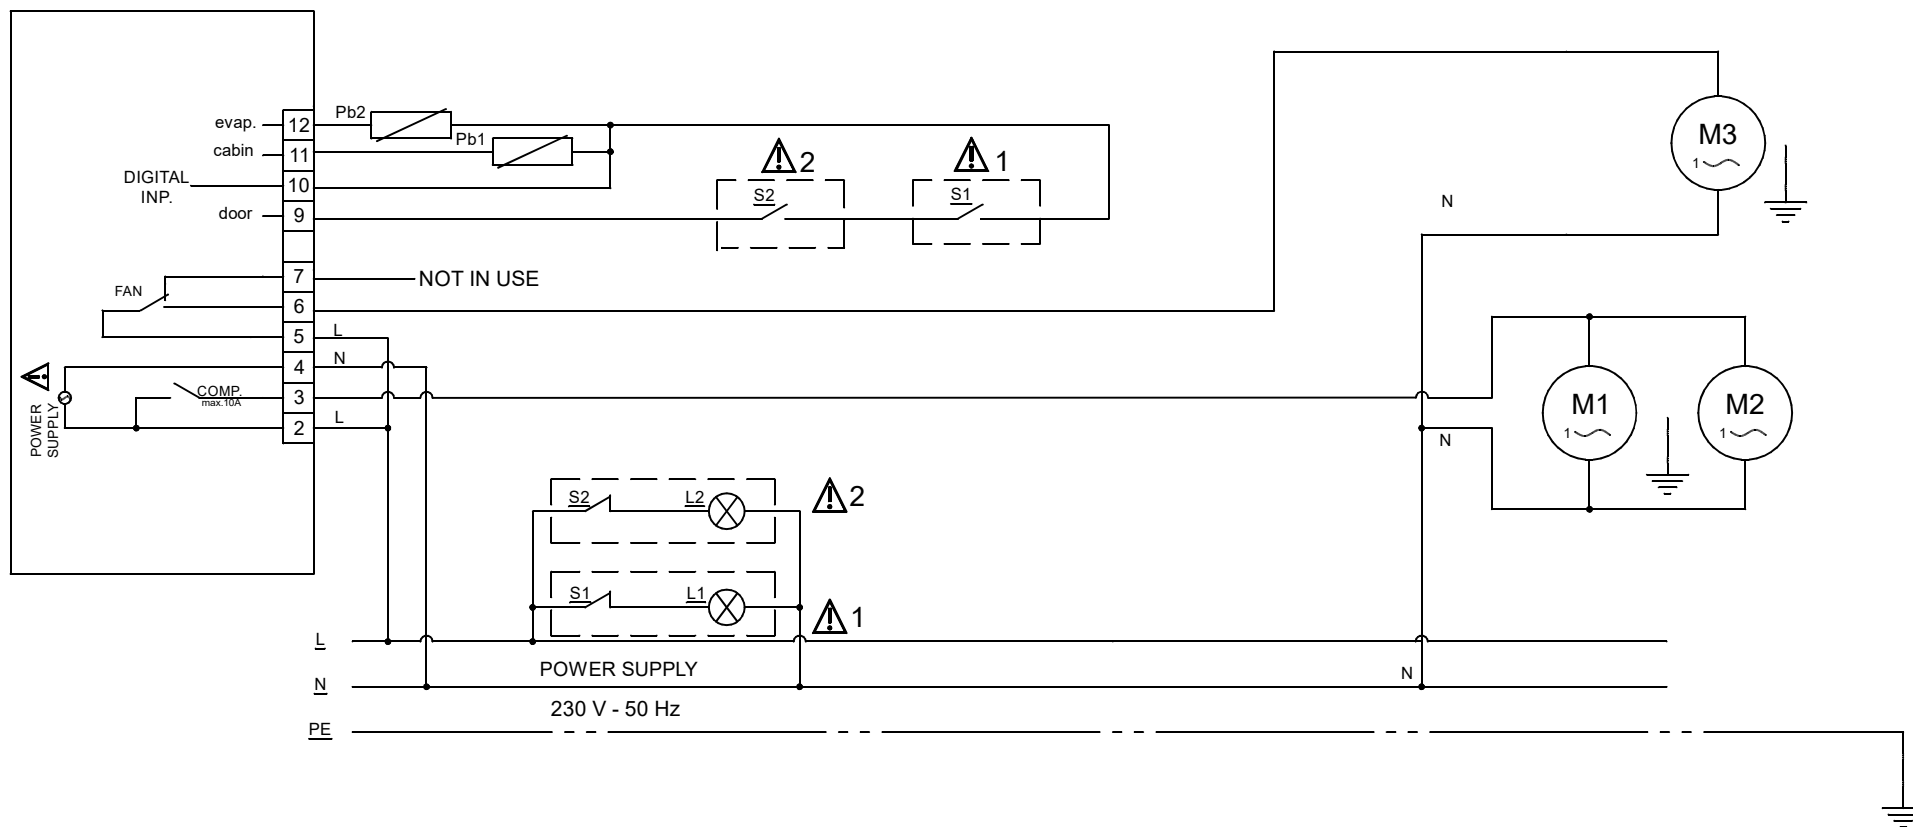 evap.
12
Pb2
cabin
11
Pb1
DIGITAL
INP.
10
door
9
S2
2
S1
1
7
NOT IN USE
FAN
6
5
L
4
N
COMP.
max.10A
3
POWER
SUPPLY
2
L
M3
1
N
M1
1
M2
1
N
S2
L2
2
S1
L1
1
L
POWER SUPPLY
N
N
230 V - 50 Hz
PE